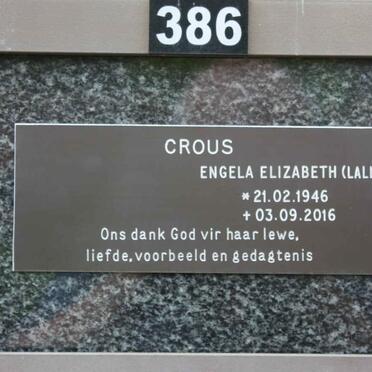 386
CROUS
ENGELA ELIZABETH
* 21.02.1946
+ 03.09.2016
Ons dank God vir haar lewe,
liefde, voorbeeld en gedagtenis